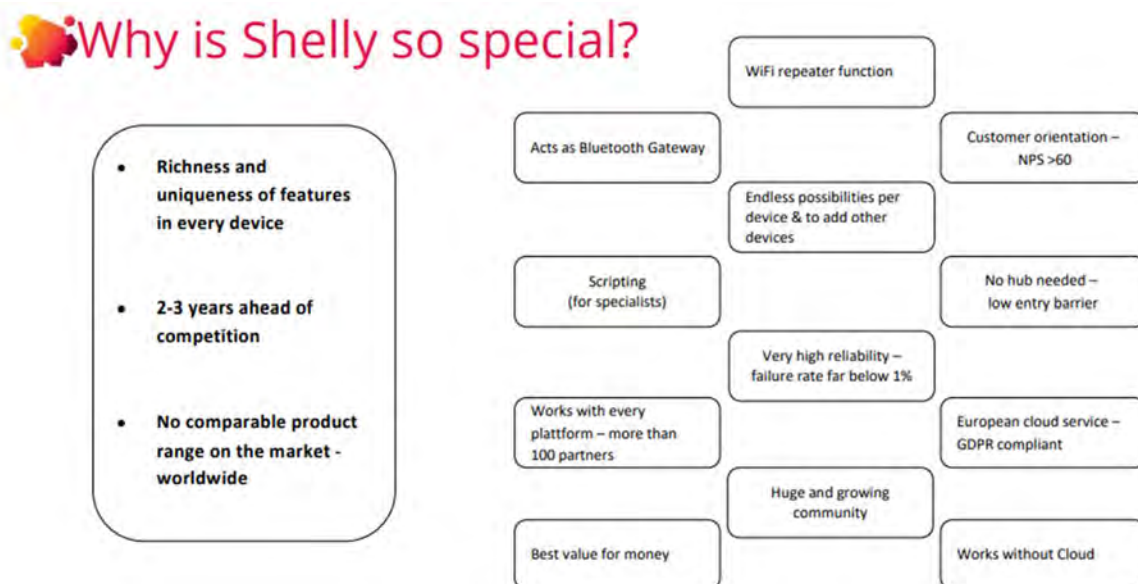 Why is Shelly so special?
• Richness and
uniqueness of features
in every device
• 2-3 years ahead of
competition
• No comparable product
range on the market -
worldwide
WiFi repeater function
Acts as Bluetooth Gateway
Customer orientation –
NPS >60
Endless possibilities per
device & to add other
devices
Scripting
(for specialists)
No hub needed –
low entry barrier
Very high reliability –
failure rate far below 1%
Works with every
plattform – more than
100 partners
European cloud service –
GDPR compliant
Huge and growing
community
Best value for money
Works without Cloud